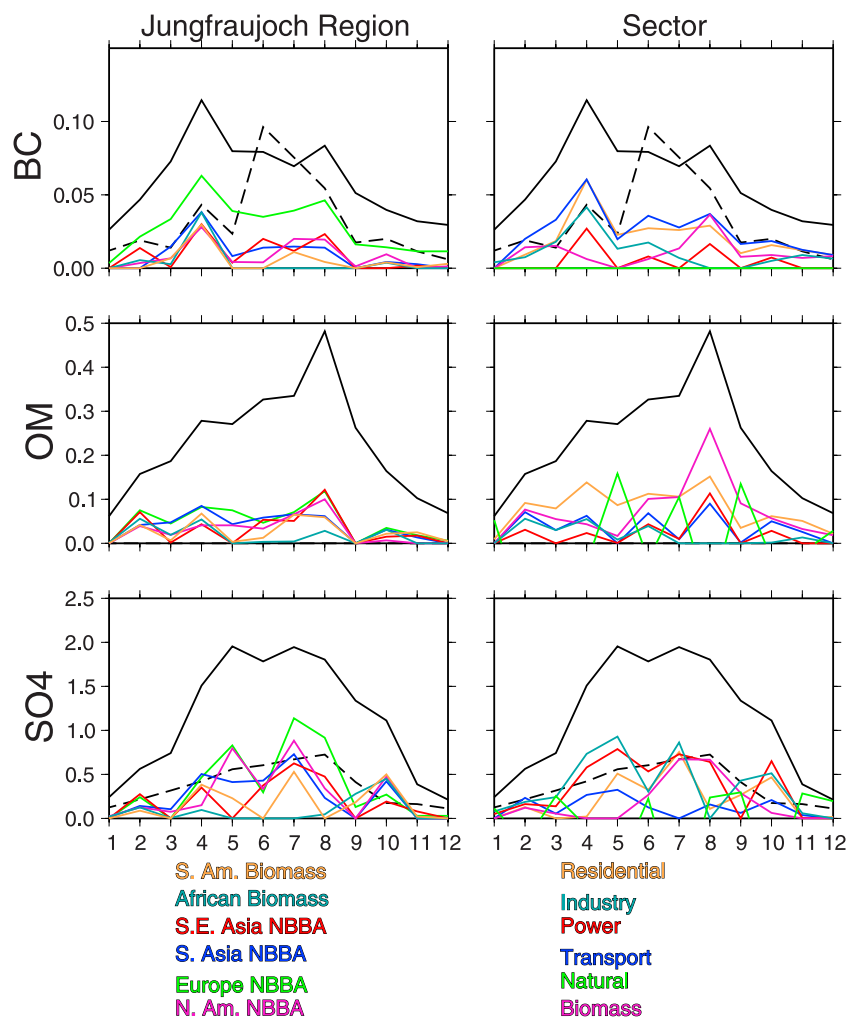 Jungfraujoch Region
Sector
BC
0.10
0.05
0.00
OM
0.5
0.4
0.3
0.2
0.1
0.0
SO4
2.5
2.0
1.5
1.0
0.5
0.0
1 2 3 4 5 6 7 8 9 10 11 12
1 2 3 4 5 6 7 8 9 10 11 12
S. Am. Biomass
African Biomass
S.E. Asia NBBA
S. Asia NBBA
Europe NBBA
N. Am. NBBA
Residential
Industry
Power
Transport
Natural
Biomass